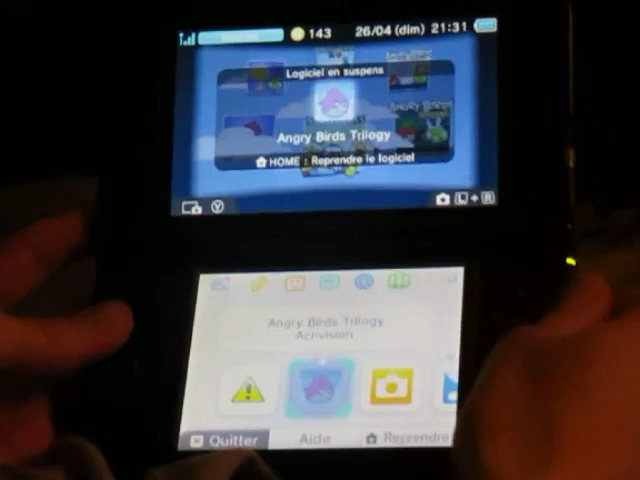 143 26/04 (dim) 21:31
Logiciel en suspens
Angry Birds Trilogy
HOME : Reprendre le logiciel
Y
L + R
Angry Birds Trilogy
Activision
Quitter
Aide
Reprendre